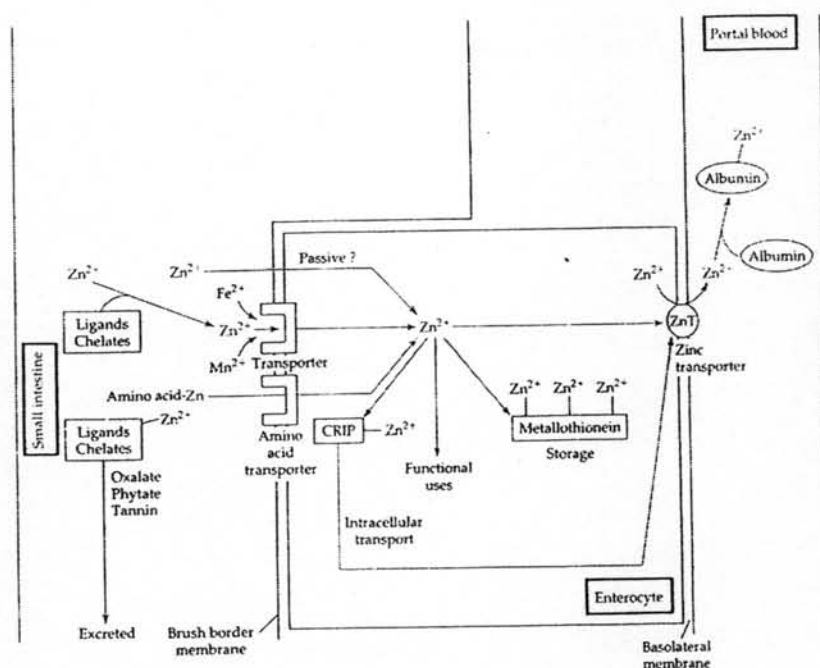 Portal blood
Zn2+
Albumin
Zn2+
Zn2+
Passive ?
Zn2+
Zn2+
Albumin
Fe2+
Ligands
Chelates
Zn2+
Zn2+
ZnT
Mn2+
Transporter
Zinc
transporter
Small intestine
Amino acid-Zn
Zn2+
Zn2+
Zn2+
Zn2+
Ligands
Chelates
CRIP
Zn2+
Metallothionein
Amino
acid
transporter
Storage
Oxalate
Phytate
Tannin
Functional
uses
Intracellular
transport
Enterocyte
Excreted
Brush border
membrane
Basolateral
membrane